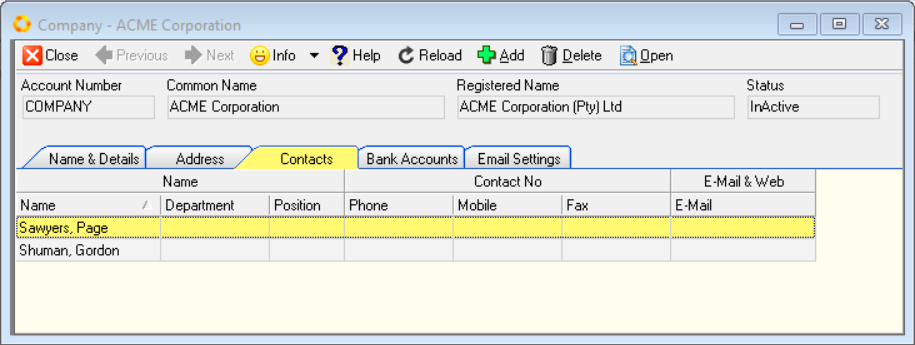 Company - ACME Corporation
Close Previous Next Info ? Help Reload Add Delete Open
Account Number Common Name Registered Name Status
COMPANY ACME Corporation ACME Corporation (Pty) Ltd InActive
Name & Details Address Contacts Bank Accounts Email Settings
Name Contact No E-Mail & Web
Name Department Position Phone Mobile Fax E-Mail
Sawyers, Page
Shuman, Gordon